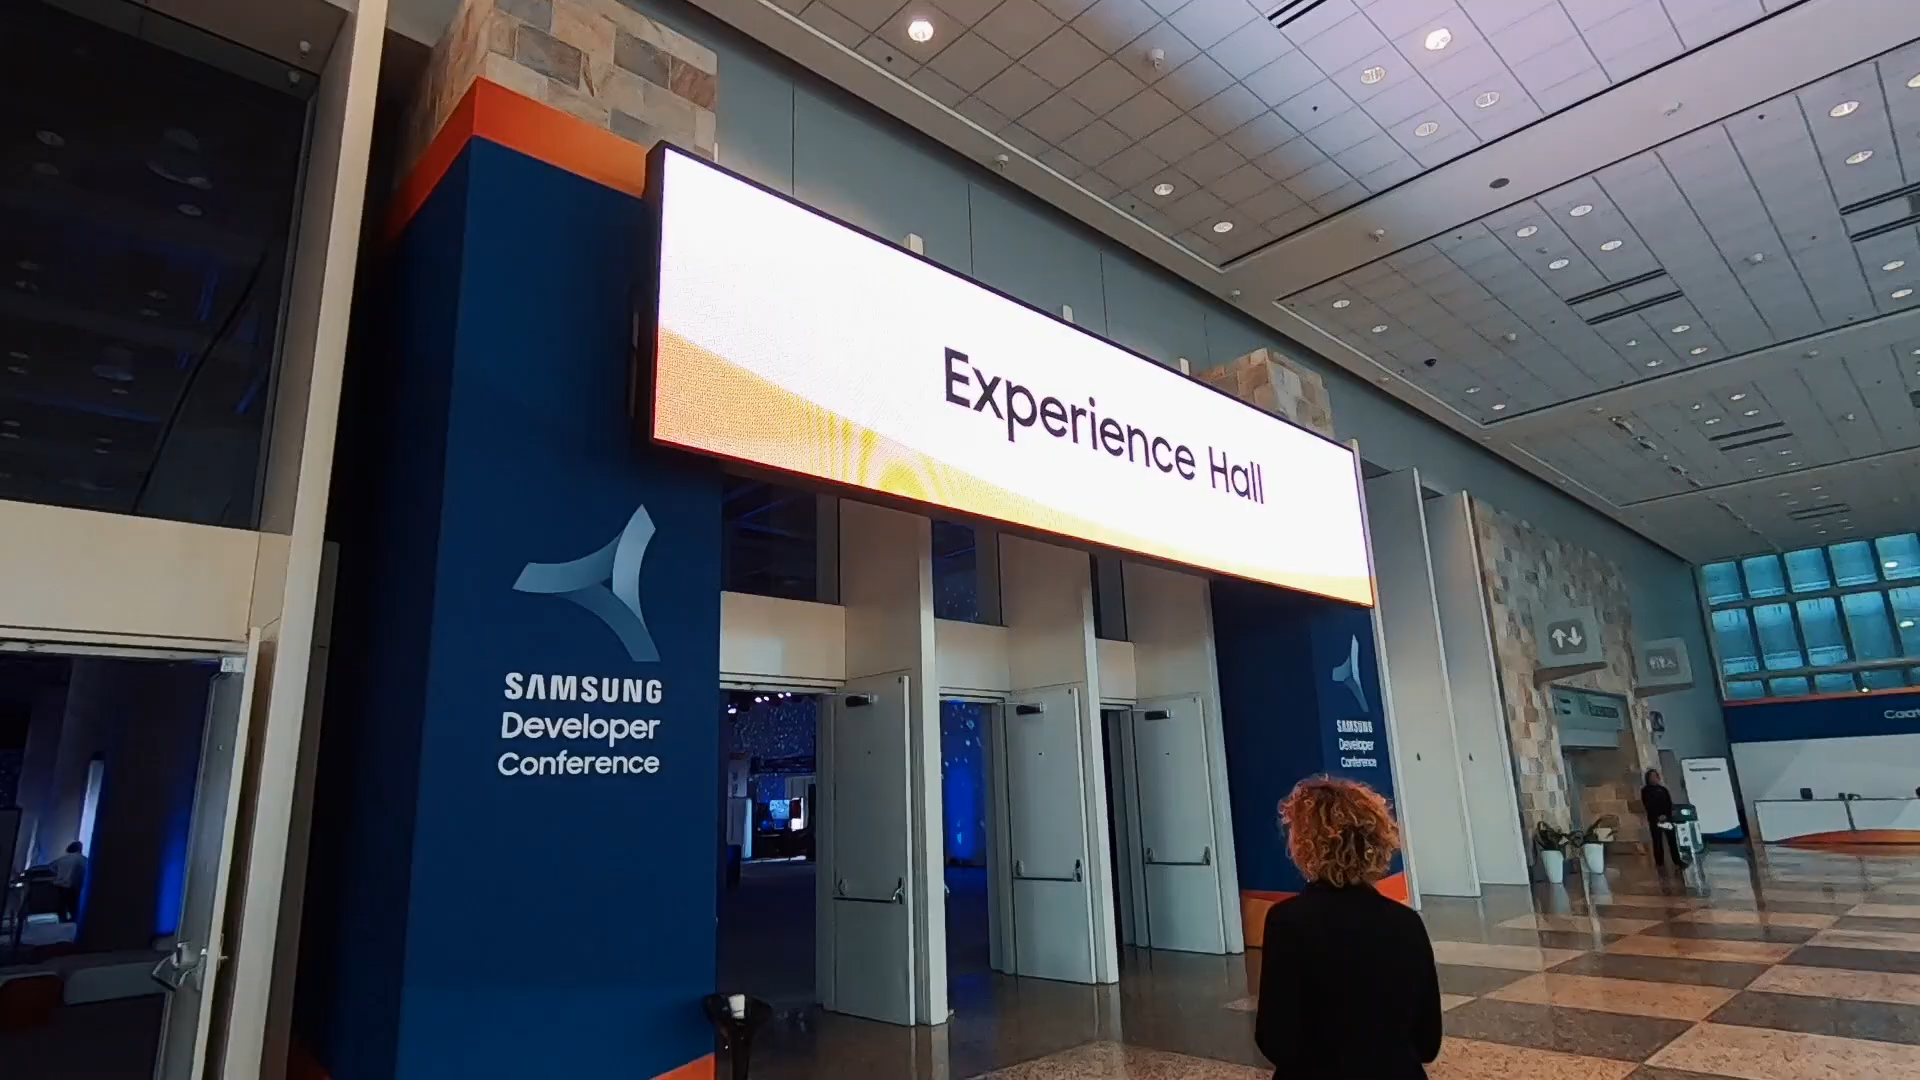 Experience Hall
SAMSUNG
Developer
Conference
SAMSUNG
Developer
Conference